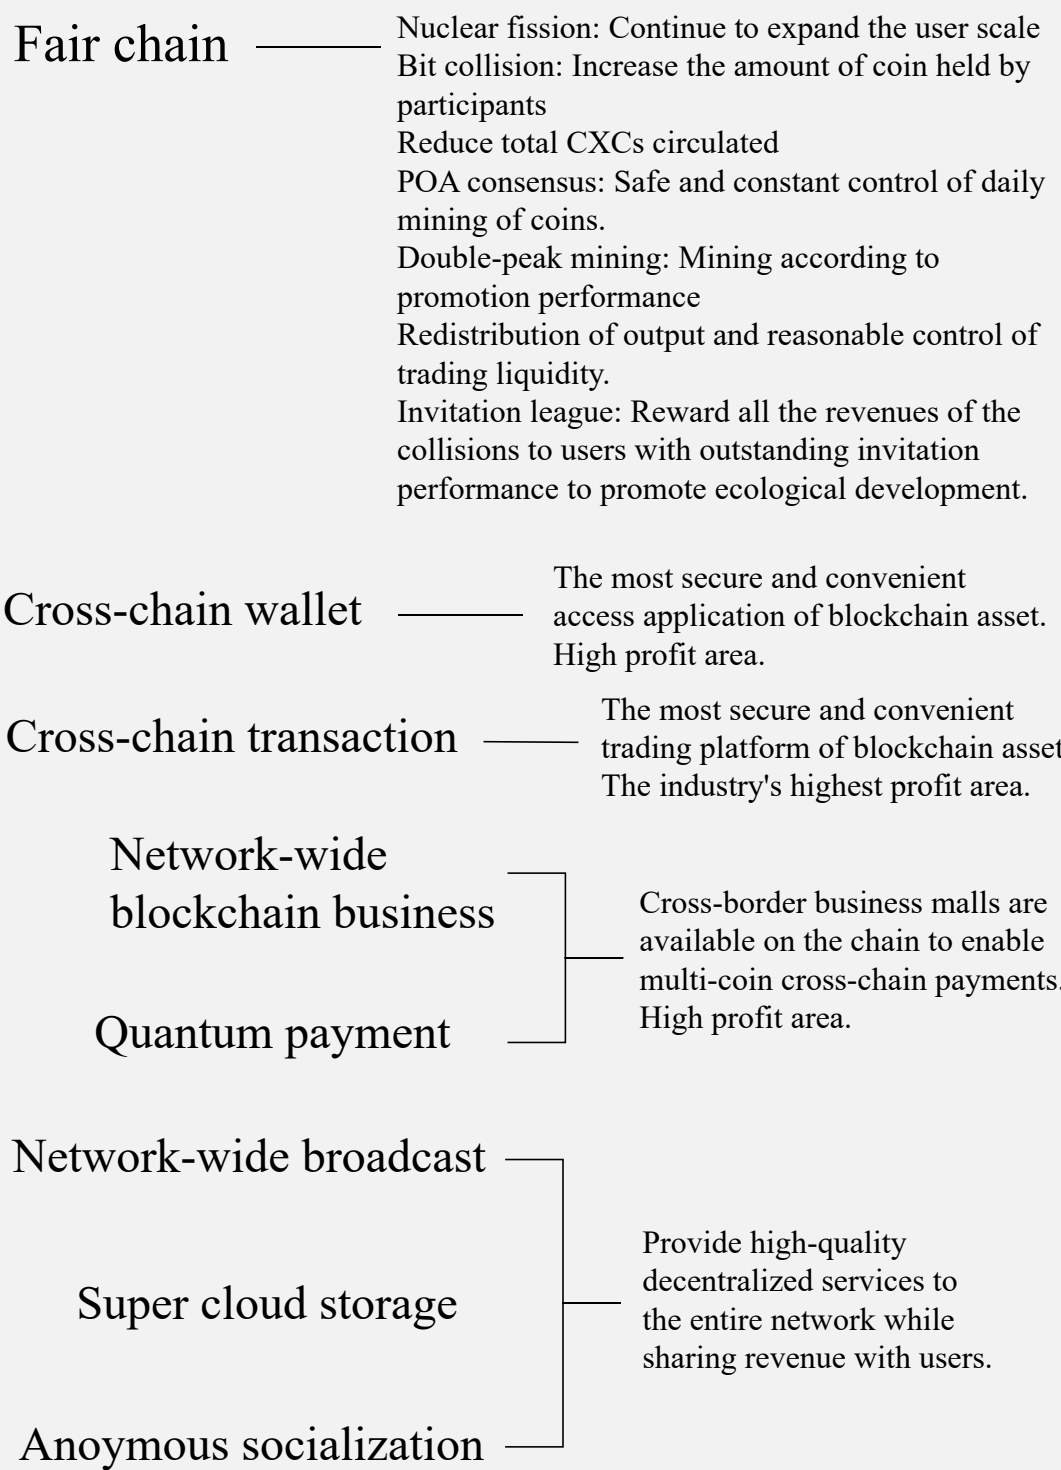 Fair chain
Nuclear fission: Continue to expand the user scale
Bit collision: Increase the amount of coin held by
participants
Reduce total CXCs circulated
POA consensus: Safe and constant control of daily
mining of coins.
Double-peak mining: Mining according to
promotion performance
Redistribution of output and reasonable control of
trading liquidity.
Invitation league: Reward all the revenues of the
collisions to users with outstanding invitation
performance to promote ecological development.
Cross-chain wallet
The most secure and convenient
access application of blockchain asset.
High profit area.
Cross-chain transaction
The most secure and convenient
trading platform of blockchain asset
The industry's highest profit area.
Network-wide
blockchain business
Quantum payment
Cross-border business malls are
available on the chain to enable
multi-coin cross-chain payments.
High profit area.
Network-wide broadcast
Super cloud storage
Anoymous socialization
Provide high-quality
decentralized services to
the entire network while
sharing revenue with users.